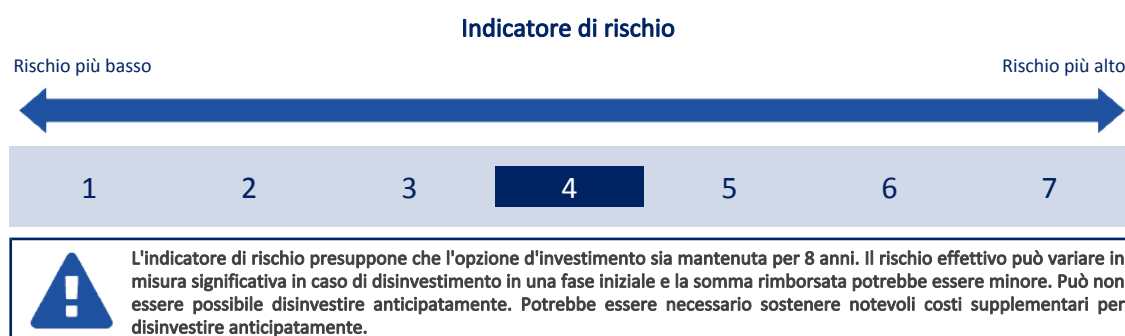 Indicatore di rischio
Rischio più basso
Rischio più alto
1 2 3 4 5 6 7
L'indicatore di rischio presuppone che l'opzione d'investimento sia mantenuta per 8 anni. Il rischio effettivo può variare in
misura significativa in caso di disinvestimento in una fase iniziale e la somma rimborsata potrebbe essere minore. Può non
essere possibile disinvestire anticipatamente. Potrebbe essere necessario sostenere notevoli costi supplementari per
disinvestire anticipatamente.